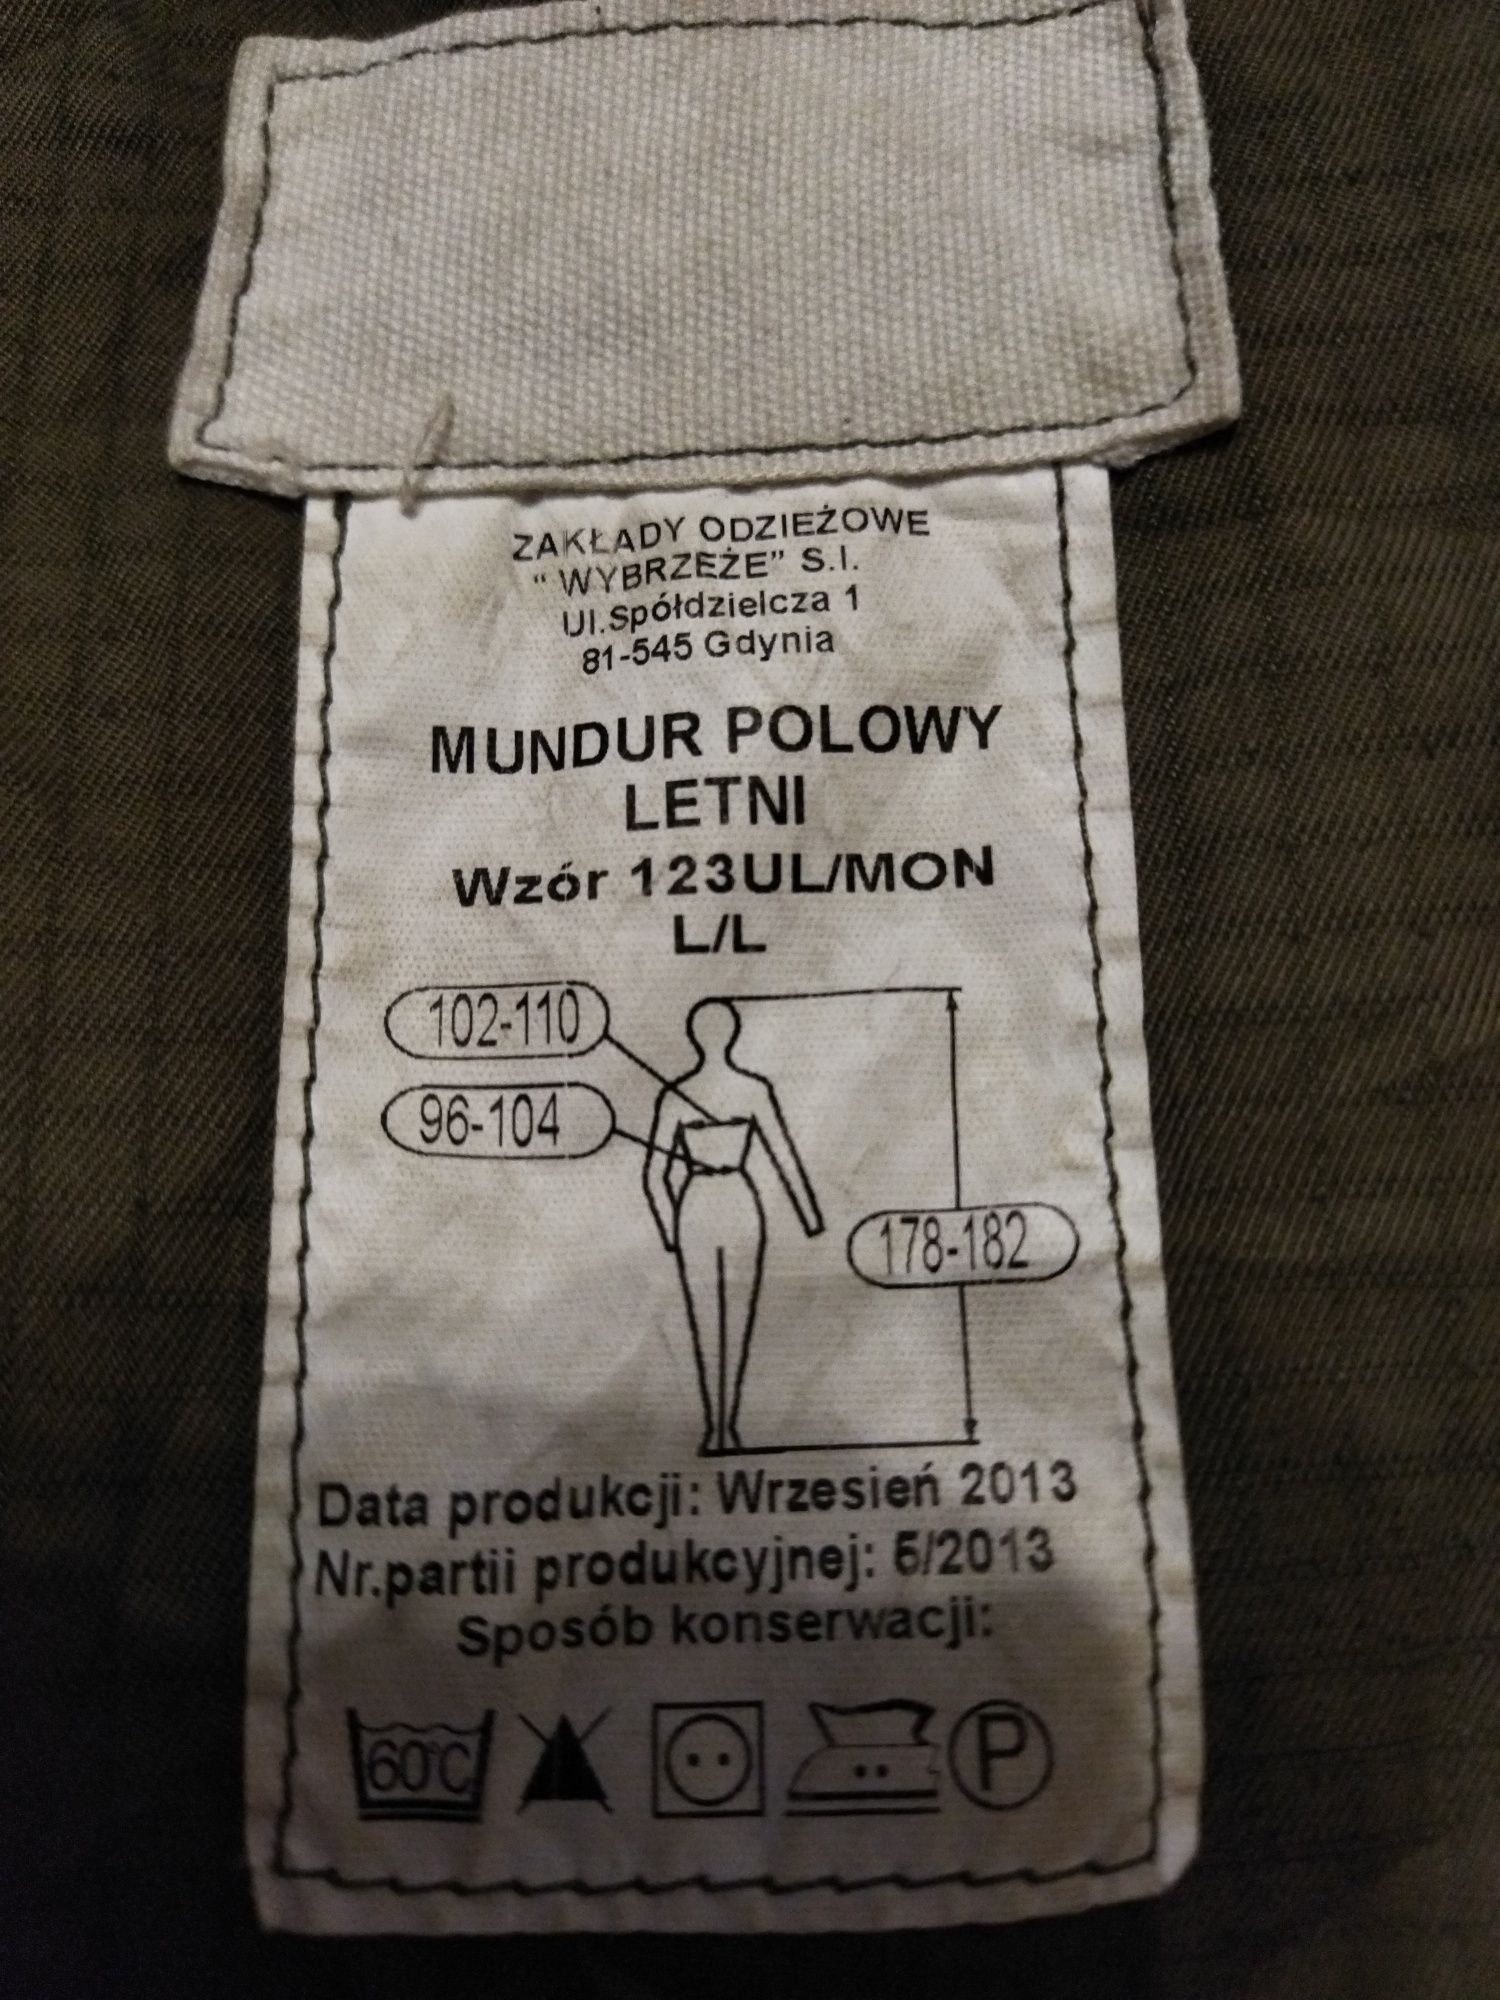 ZAKŁADY ODZIEŻOWE
“ WYBRZEŻE” S.I.
Ul.Spółdzielcza 1
81-545 Gdynia
MUNDUR POLOWY
LETNI
Wzór 123UL/MON
L/L
102-110
96-104
178-182
Data produkcji: Wrzesień 2013
Nr.partii produkcyjnej: 5/2013
Sposób konserwacji:
60°C
P